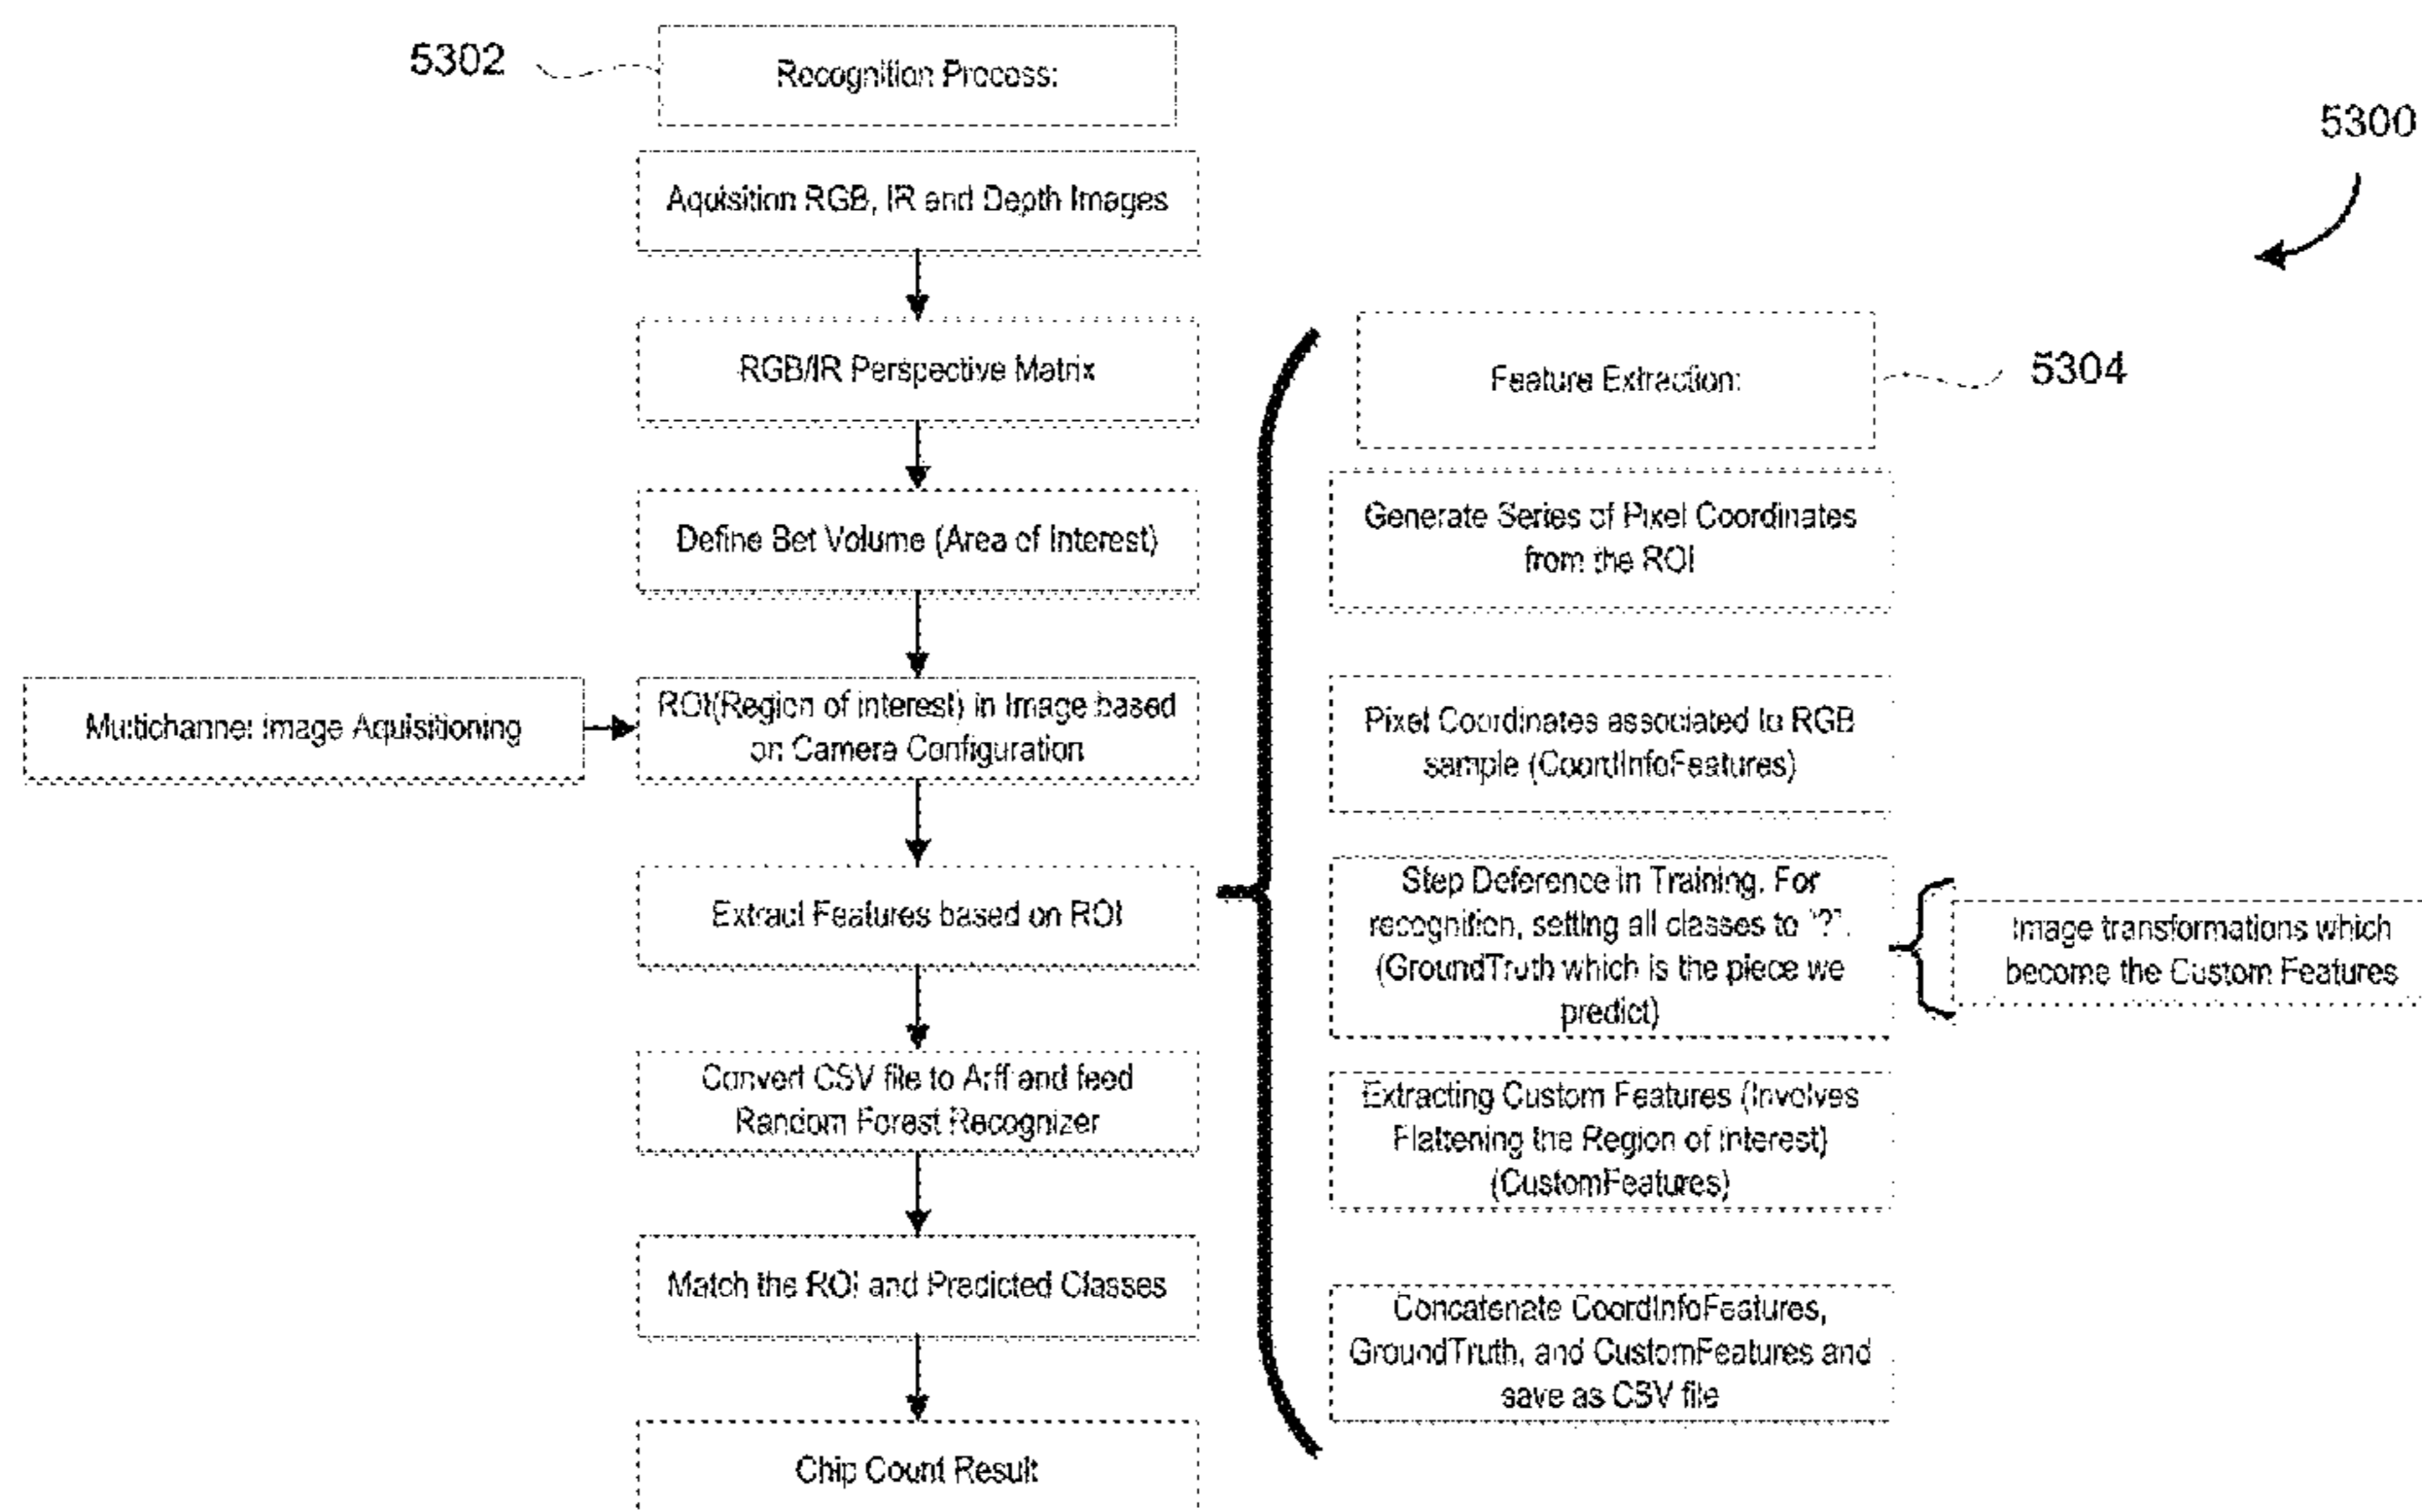 5302
Recognition Process:
5300
Aquisition RGB, IR and Depth Images
RGB/IR Perspective Matrix
Define Bet Volume (Area of Interest)
Multichannel Image Aquisitioning
ROI(Region of interest) in Image based
on Camera Configuration
Extract Features based on ROI
Convert CSV file to Arff and feed
Random Forest Recognizer
Match the ROI and Predicted Classes
Chip Count Result
Feature Extraction:
5304
Generate Series of Pixel Coordinates
from the ROI
Pixel Coordinates associated to RGB
sample (CoordInfoFeatures)
Step Deference in Training. For
recognition, setting all classes to "?".
(GroundTruth which is the piece we
predict)
Image transformations which
become the Custom Features
Extracting Custom Features (Involves
Flattening the Region of Interest)
(CustomFeatures)
Concatenate CoordInfoFeatures,
GroundTruth, and CustomFeatures and
save as CSV file